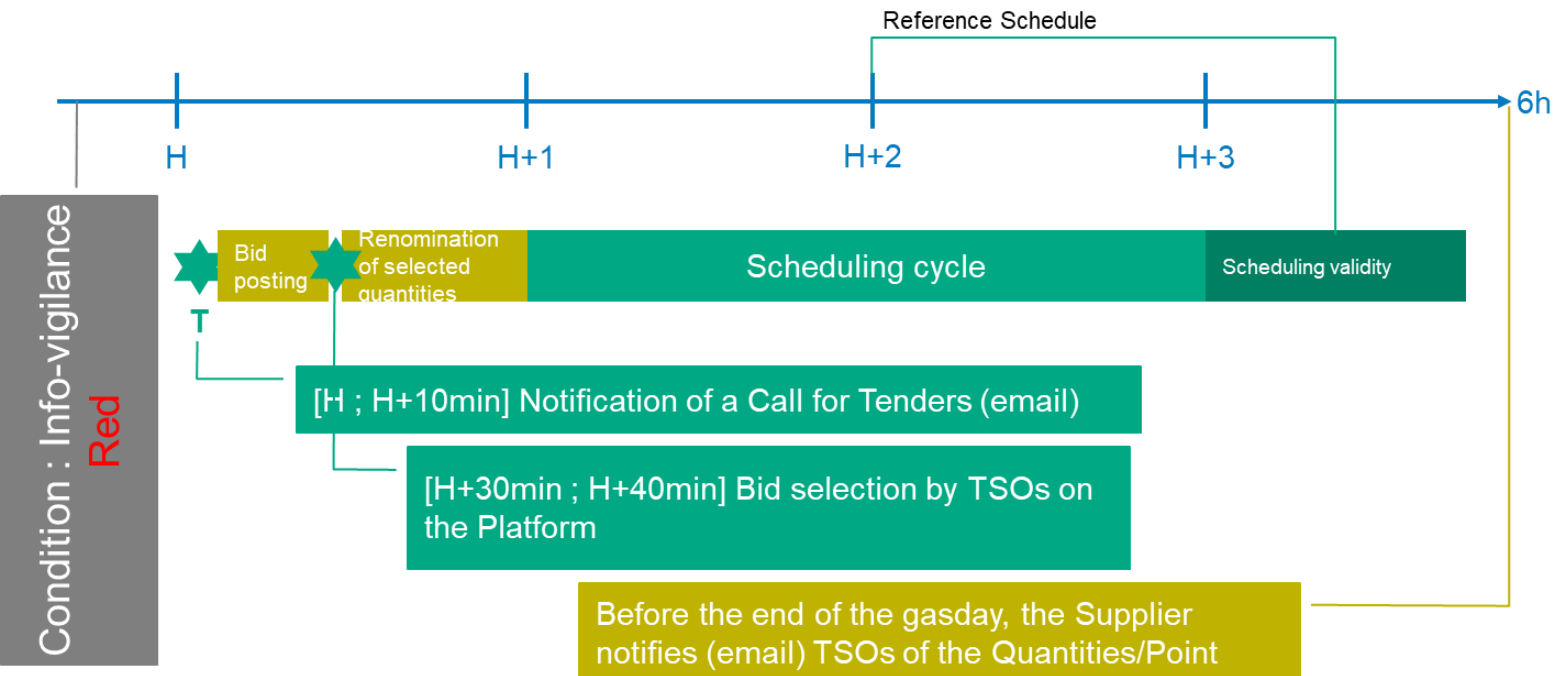 Reference Schedule
6h
H
H+1
H+2
H+3
Condition : Info-vigilance
Red
Bid
posting
Renomination
of selected
quantities
Scheduling cycle
Scheduling validity
T
[H ; H+10min] Notification of a Call for Tenders (email)
[H+30min ; H+40min] Bid selection by TSOs on
the Platform
Before the end of the gasday, the Supplier
notifies (email) TSOs of the Quantities/Point